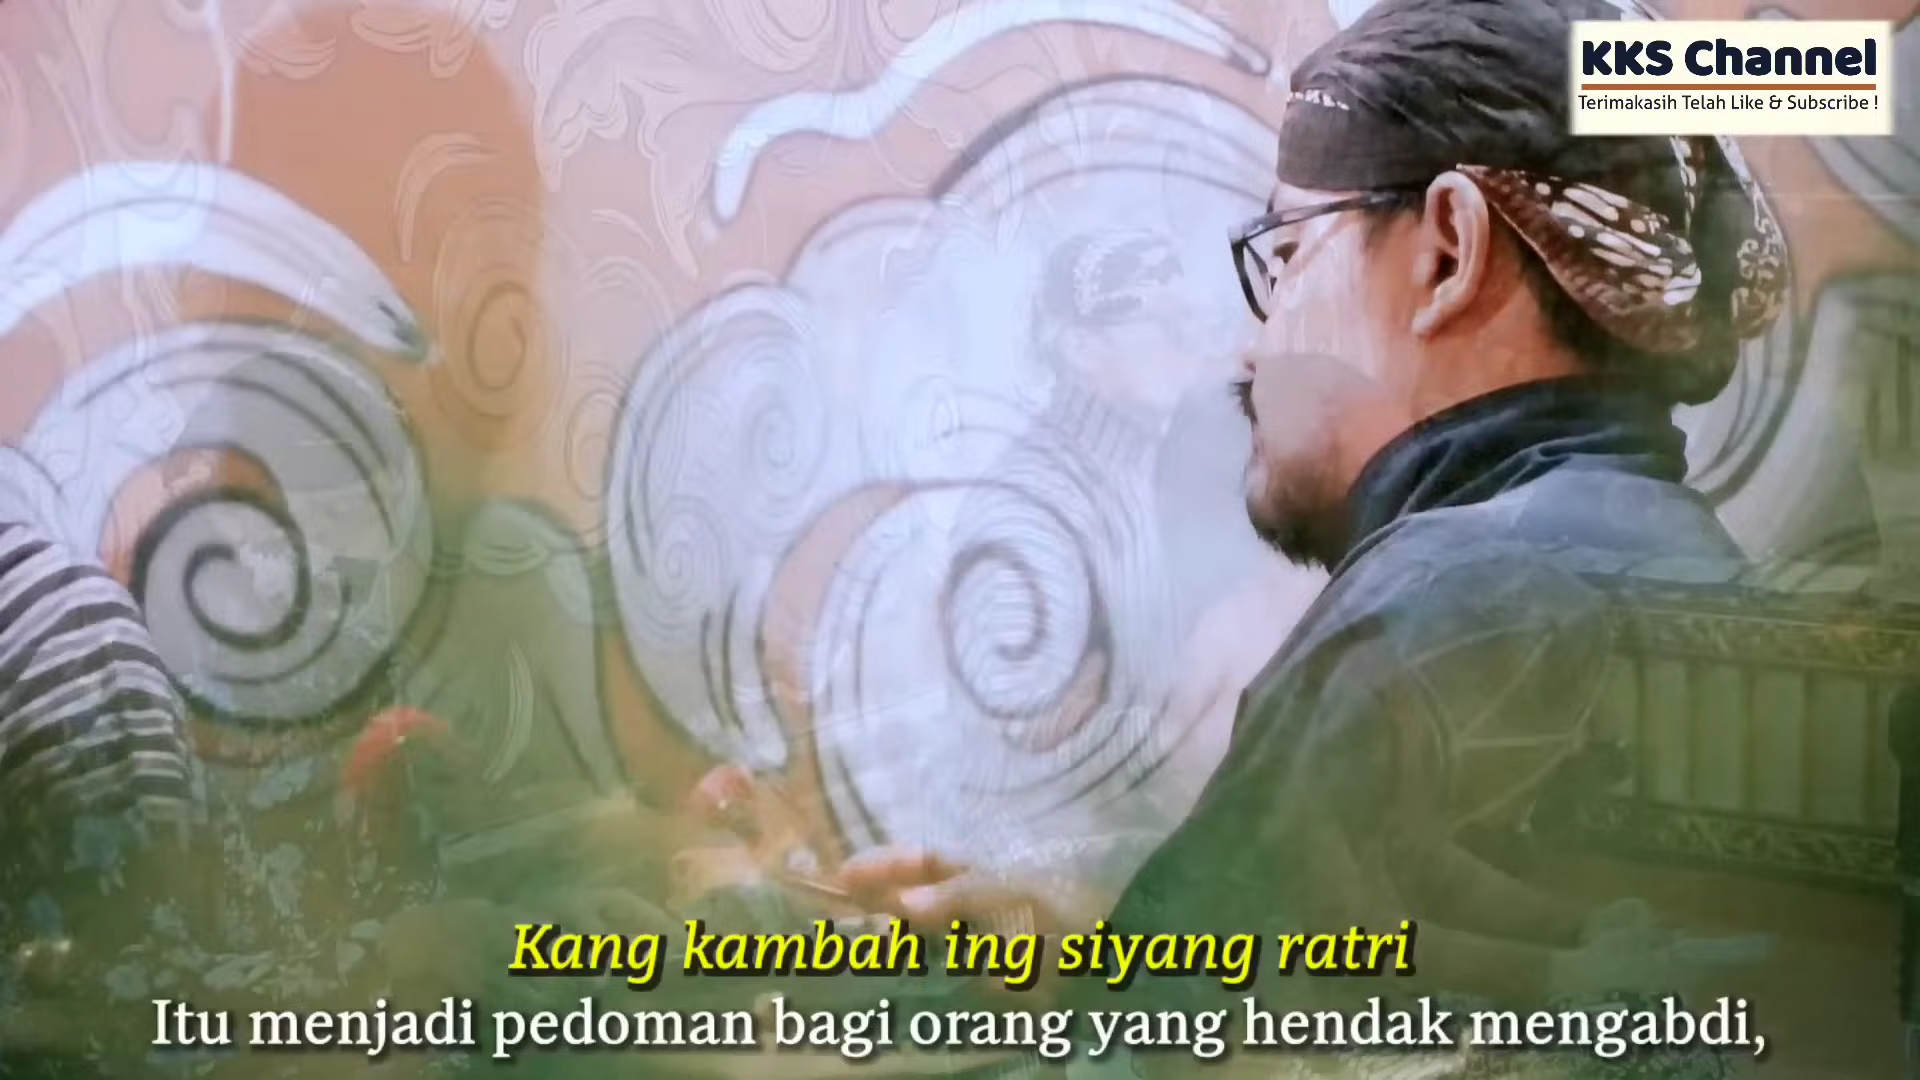 KKS Channel
Terimakasih Telah Like & Subscribe !
Kang kambah ing siyang ratri
Itu menjadi pedoman bagi orang yang hendak mengabdi,